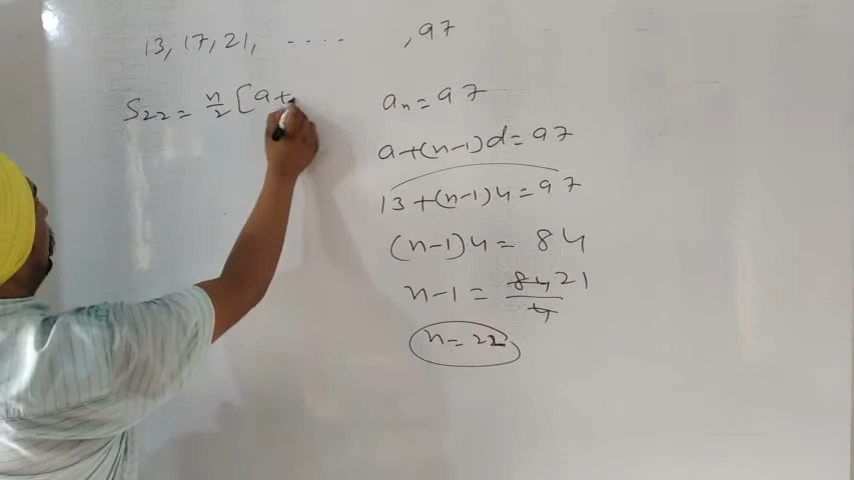 13, 17, 21, ..... , 97
S₂₂ = n/2 [a+
aₙ = 97
a+(n-1)d = 97
13+(n-1)4 = 97
(n-1)4 = 84
n-1 = 84/4 21
n = 22